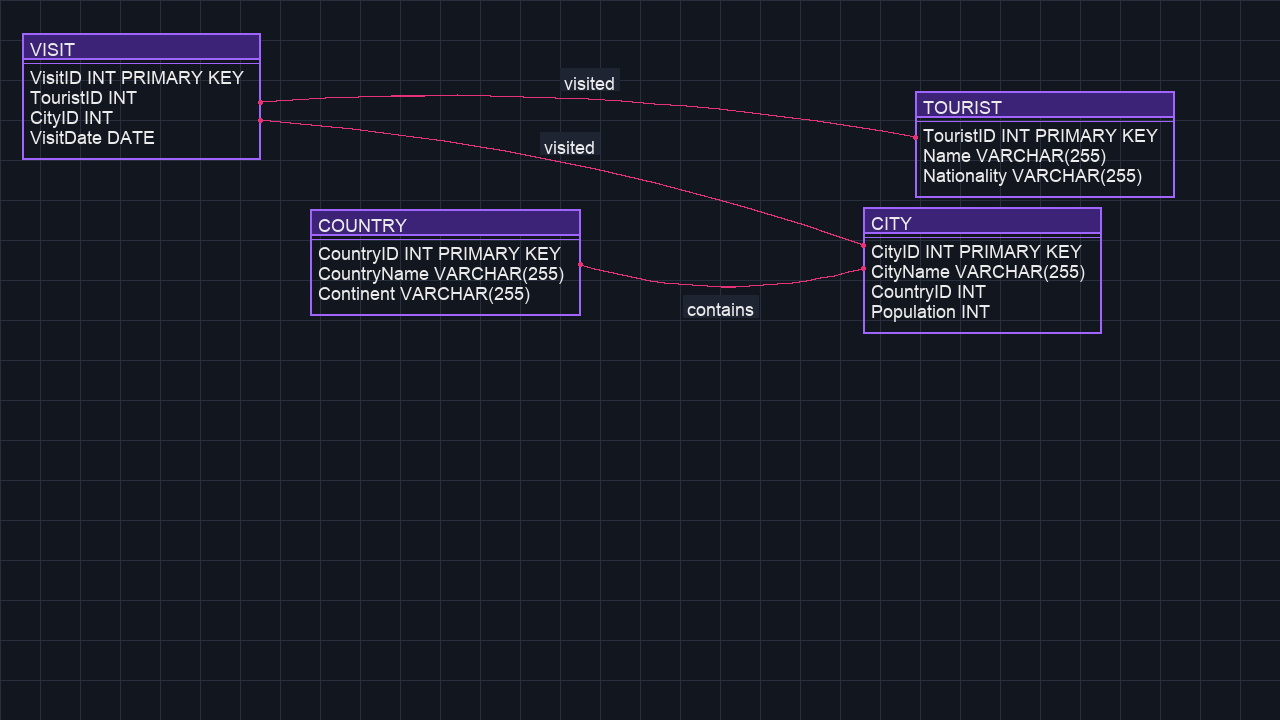 VISIT
VisitID INT PRIMARY KEY
TouristID INT
CityID INT
VisitDate DATE
visited
visited
TOURIST
TouristID INT PRIMARY KEY
Name VARCHAR(255)
Nationality VARCHAR(255)
COUNTRY
CountryID INT PRIMARY KEY
CountryName VARCHAR(255)
Continent VARCHAR(255)
contains
CITY
CityID INT PRIMARY KEY
CityName VARCHAR(255)
CountryID INT
Population INT